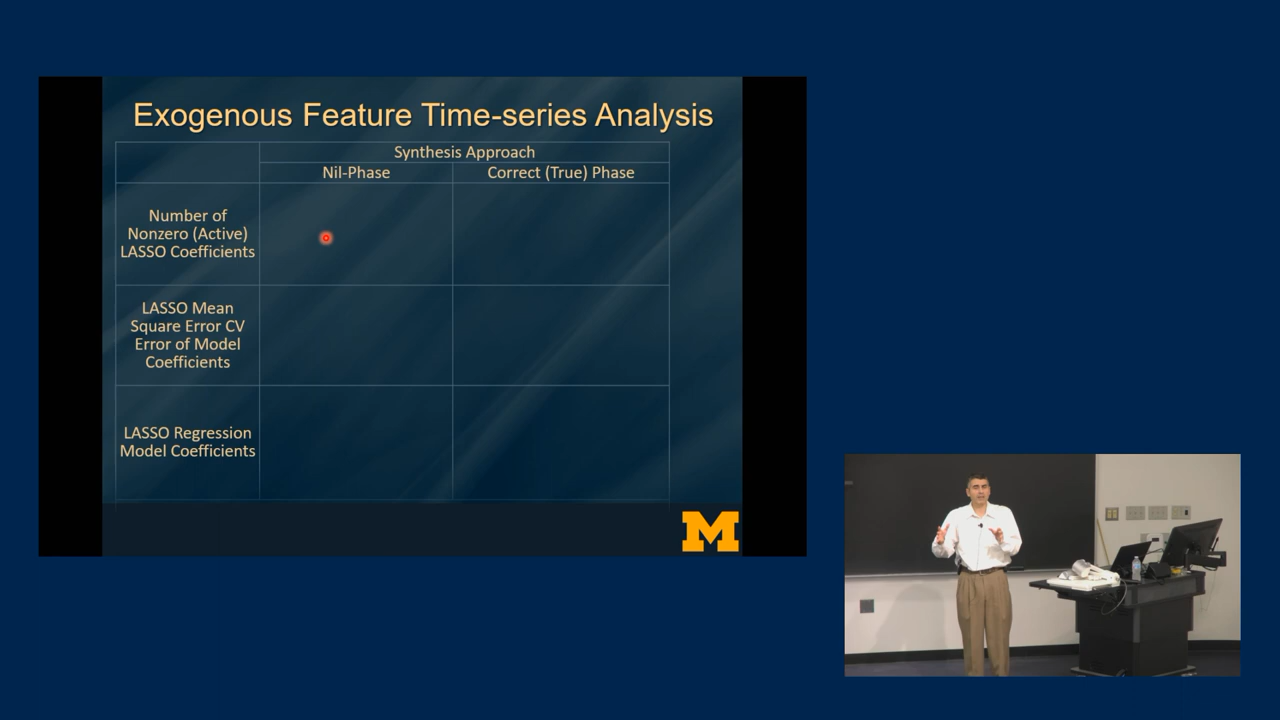 Exogenous Feature Time-series Analysis
Synthesis Approach
Nil-Phase
Correct (True) Phase
Number of
Nonzero (Active)
LASSO Coefficients
LASSO Mean
Square Error CV
Error of Model
Coefficients
LASSO Regression
Model Coefficients
M